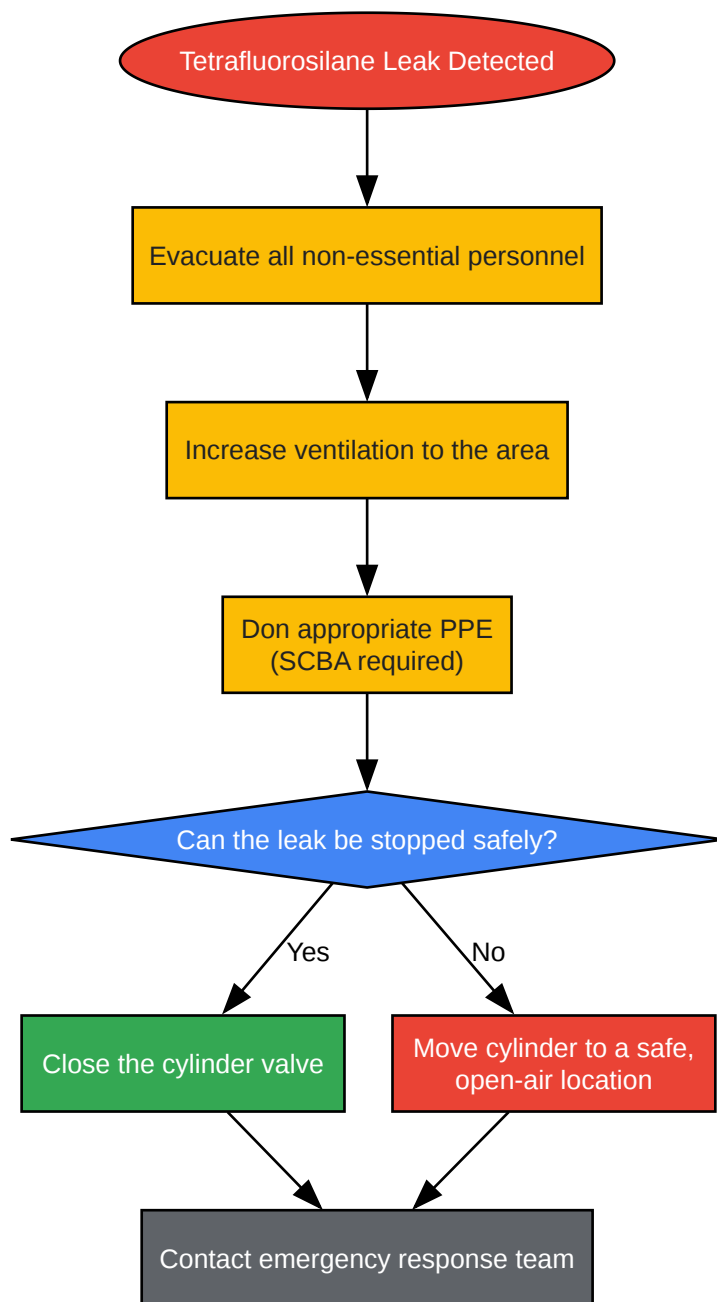 Tetrafluorosilane Leak Detected
Evacuate all non-essential personnel
Increase ventilation to the area
Don appropriate PPE
(SCBA required)
Can the leak be stopped safely?
Yes
No
Close the cylinder valve
Move cylinder to a safe,
open-air location
Contact emergency response team